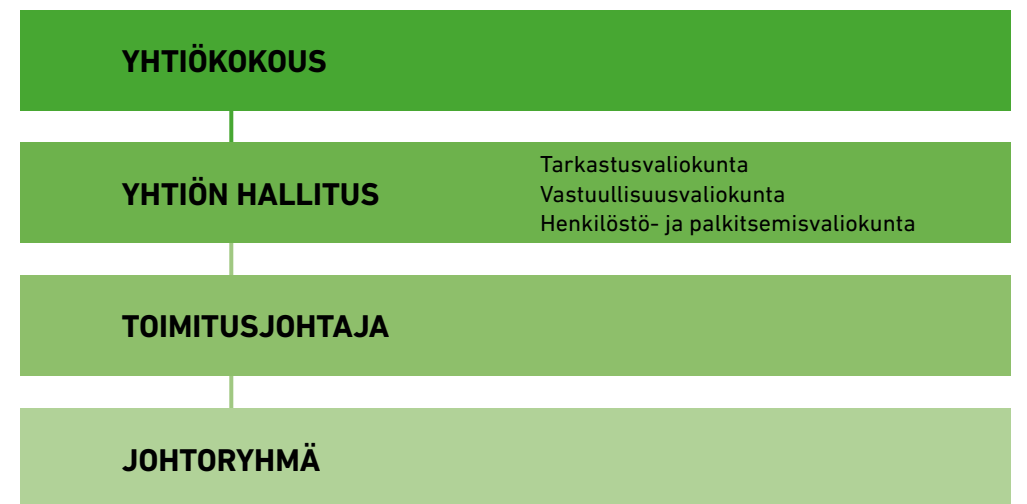 YHTIÖKOKOUS
YHTIÖN HALLITUS
Tarkastusvaliokunta
Vastuullisuusvaliokunta
Henkilöstö- ja palkitsemisvaliokunta
TOIMITUSJOHTAJA
JOHTORYHMÄ